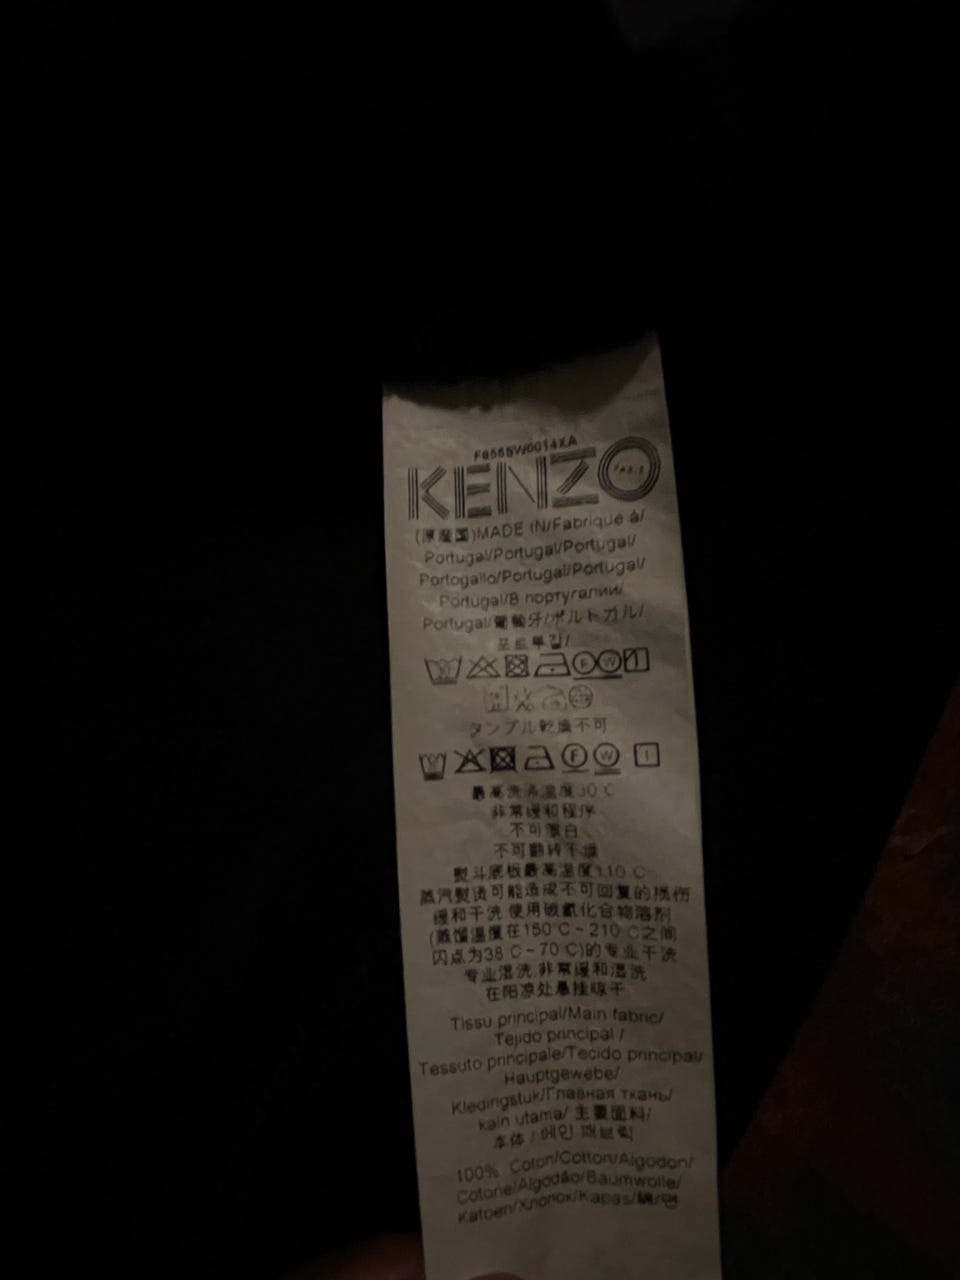 F855SW0014XA
KENZO
PARIS
(原産国)MADE IN/Fabriqué à/
Portugal/Portugal/Portugal/
Portogallo/Portugal/Portugal/
Portugal/В португалии/
Portugal/葡萄牙/ポルトガル/
포르투갈/
F W
タンブル乾燥不可
F W
最高洗涤温度30 C
非常缓和程序
不可漂白
不可翻转干燥
熨斗底板最高温度110 C
蒸汽熨烫可能造成不可回复的损伤
缓和干洗.使用碳氢化合物溶剂
(蒸馏温度在150 C - 210 C之间
闪点为38 C - 70 C)的专业干洗
专业湿洗.非常缓和湿洗
在阴凉处悬挂晾干
Tissu principal/Main fabric/
Tejido principal /
Tessuto principale/Tecido principal/
Hauptgewebe/
Kledingstuk/Главная ткань/
kain utama/ 主要面料/
本体 / 메인 패브릭
100% Coton/Cotton/Algodon/
Cotone/Algodão/Baumwolle/
Katoen/Хлопок/Kapas/綿/면